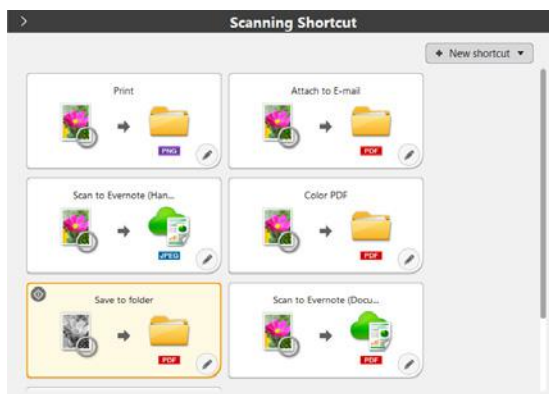 Scanning Shortcut
New shortcut
Print
PNG
Attach to E-mail
PDF
Scan to Evernote (Han...
JPEG
Color PDF
PDF
Save to folder
PDF
Scan to Evernote (Docu...
PDF